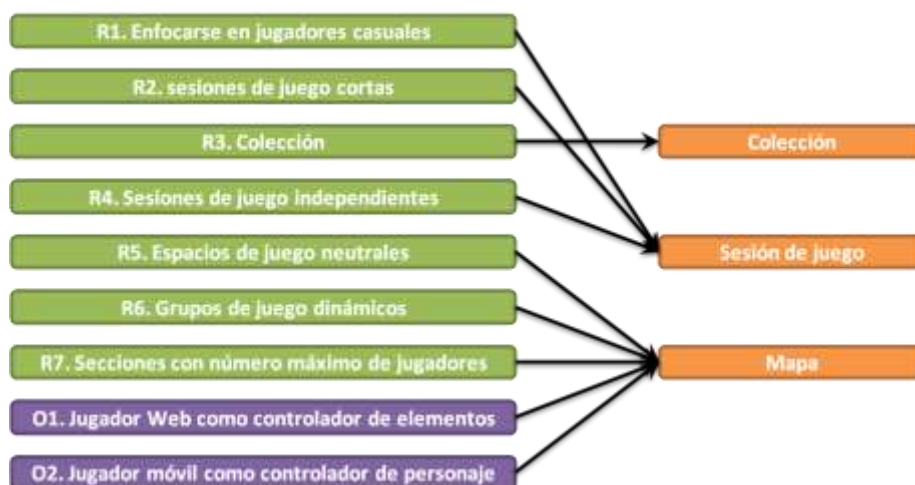 R1. Enfocarse en jugadores casuales
R2. sesiones de juego cortas
R3. Colección
R4. Sesiones de juego independientes
R5. Espacios de juego neutrales
R6. Grupos de juego dinámicos
R7. Secciones con número máximo de jugadores
O1. Jugador Web como controlador de elementos
O2. Jugador móvil como controlador de personaje
Colección
Sesión de juego
Mapa